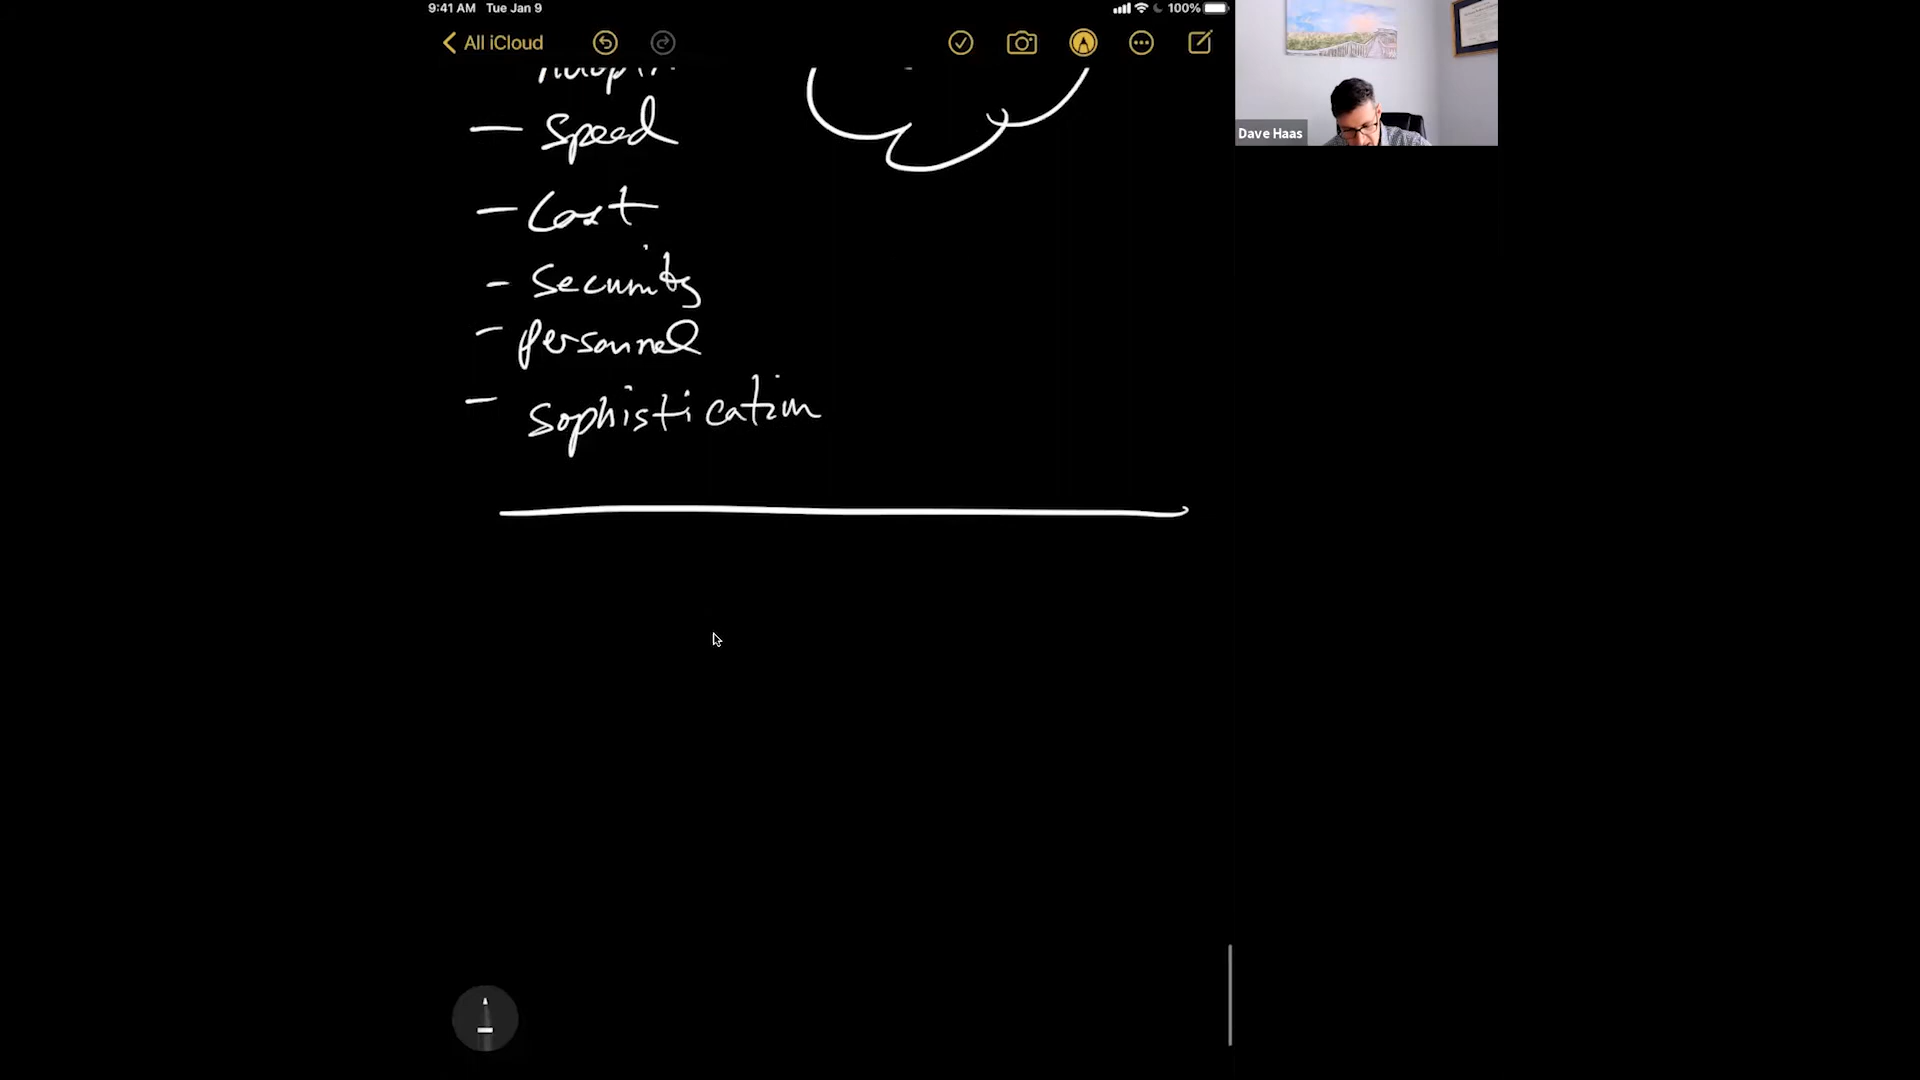 9:41 AM Tue Jan 9 100%
All iCloud
Dave Haas
— Speed
— Cost
- Security
- Personnel
- Sophistication